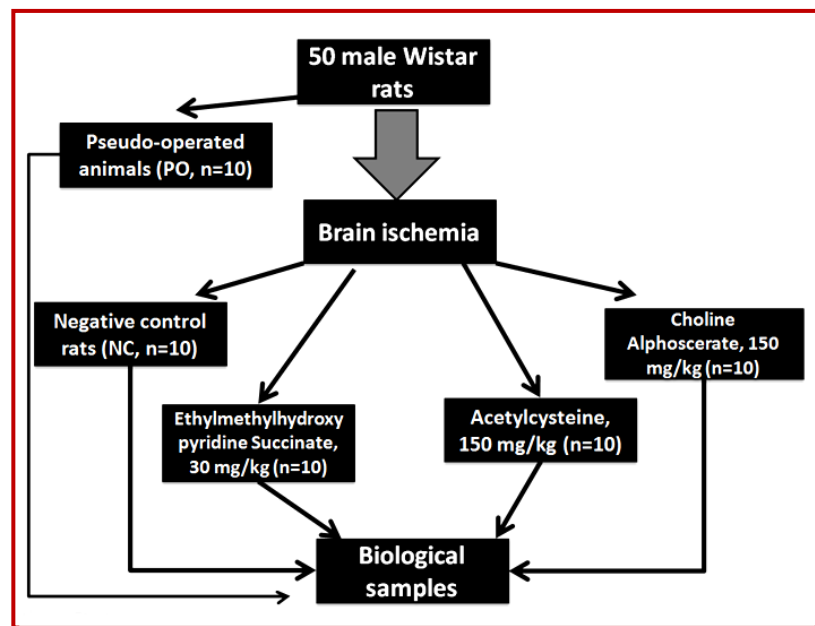 50 male Wistar
rats
Pseudo-operated
animals (PO, n=10)
Brain ischemia
Negative control
rats (NC, n=10)
Choline
Alphoscerate, 150
mg/kg (n=10)
Ethylmethylhydroxy
pyridine Succinate,
30 mg/kg (n=10)
Acetylcysteine,
150 mg/kg (n=10)
Biological
samples